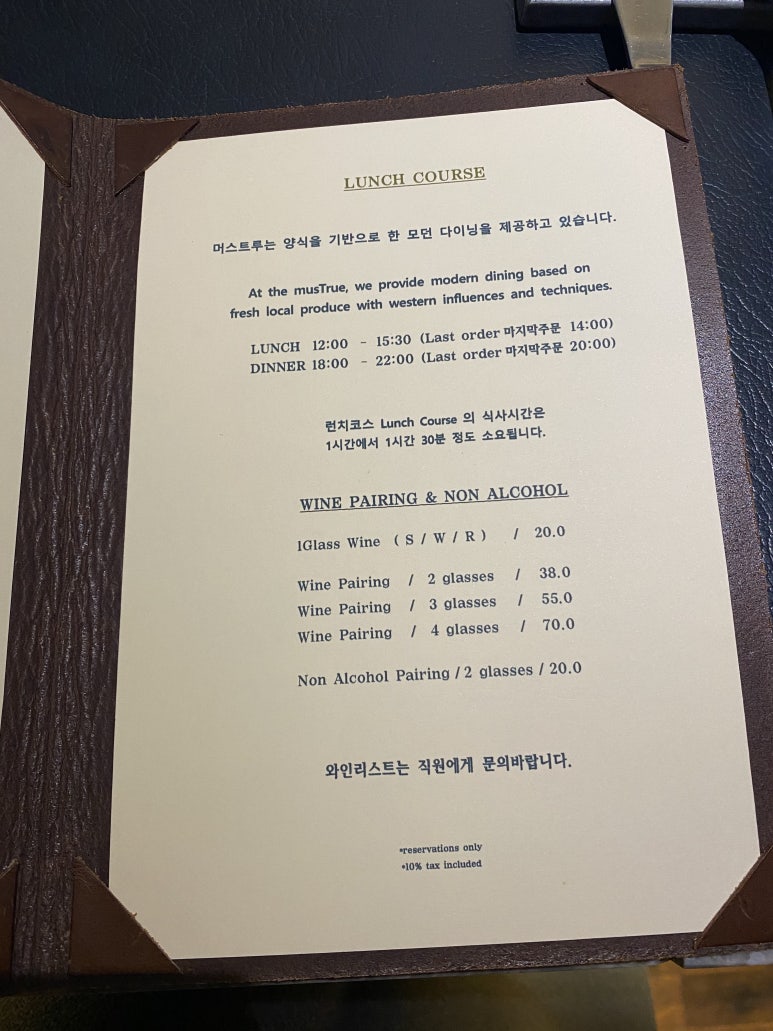 LUNCH COURSE
머스트루는 양식을 기반으로 한 모던 다이닝을 제공하고 있습니다.
At the musTrue, we provide modern dining based on
fresh local produce with western influences and techniques.
LUNCH 12:00 - 15:30 (Last order 마지막주문 14:00)
DINNER 18:00 - 22:00 (Last order 마지막주문 20:00)
런치코스 Lunch Course 의 식사시간은
1시간에서 1시간 30분 정도 소요됩니다.
WINE PAIRING & NON ALCOHOL
1Glass Wine ( S / W / R ) / 20.0
Wine Pairing / 2 glasses / 38.0
Wine Pairing / 3 glasses / 55.0
Wine Pairing / 4 glasses / 70.0
Non Alcohol Pairing / 2 glasses / 20.0
와인리스트는 직원에게 문의바랍니다.
*reservations only
*10% tax included